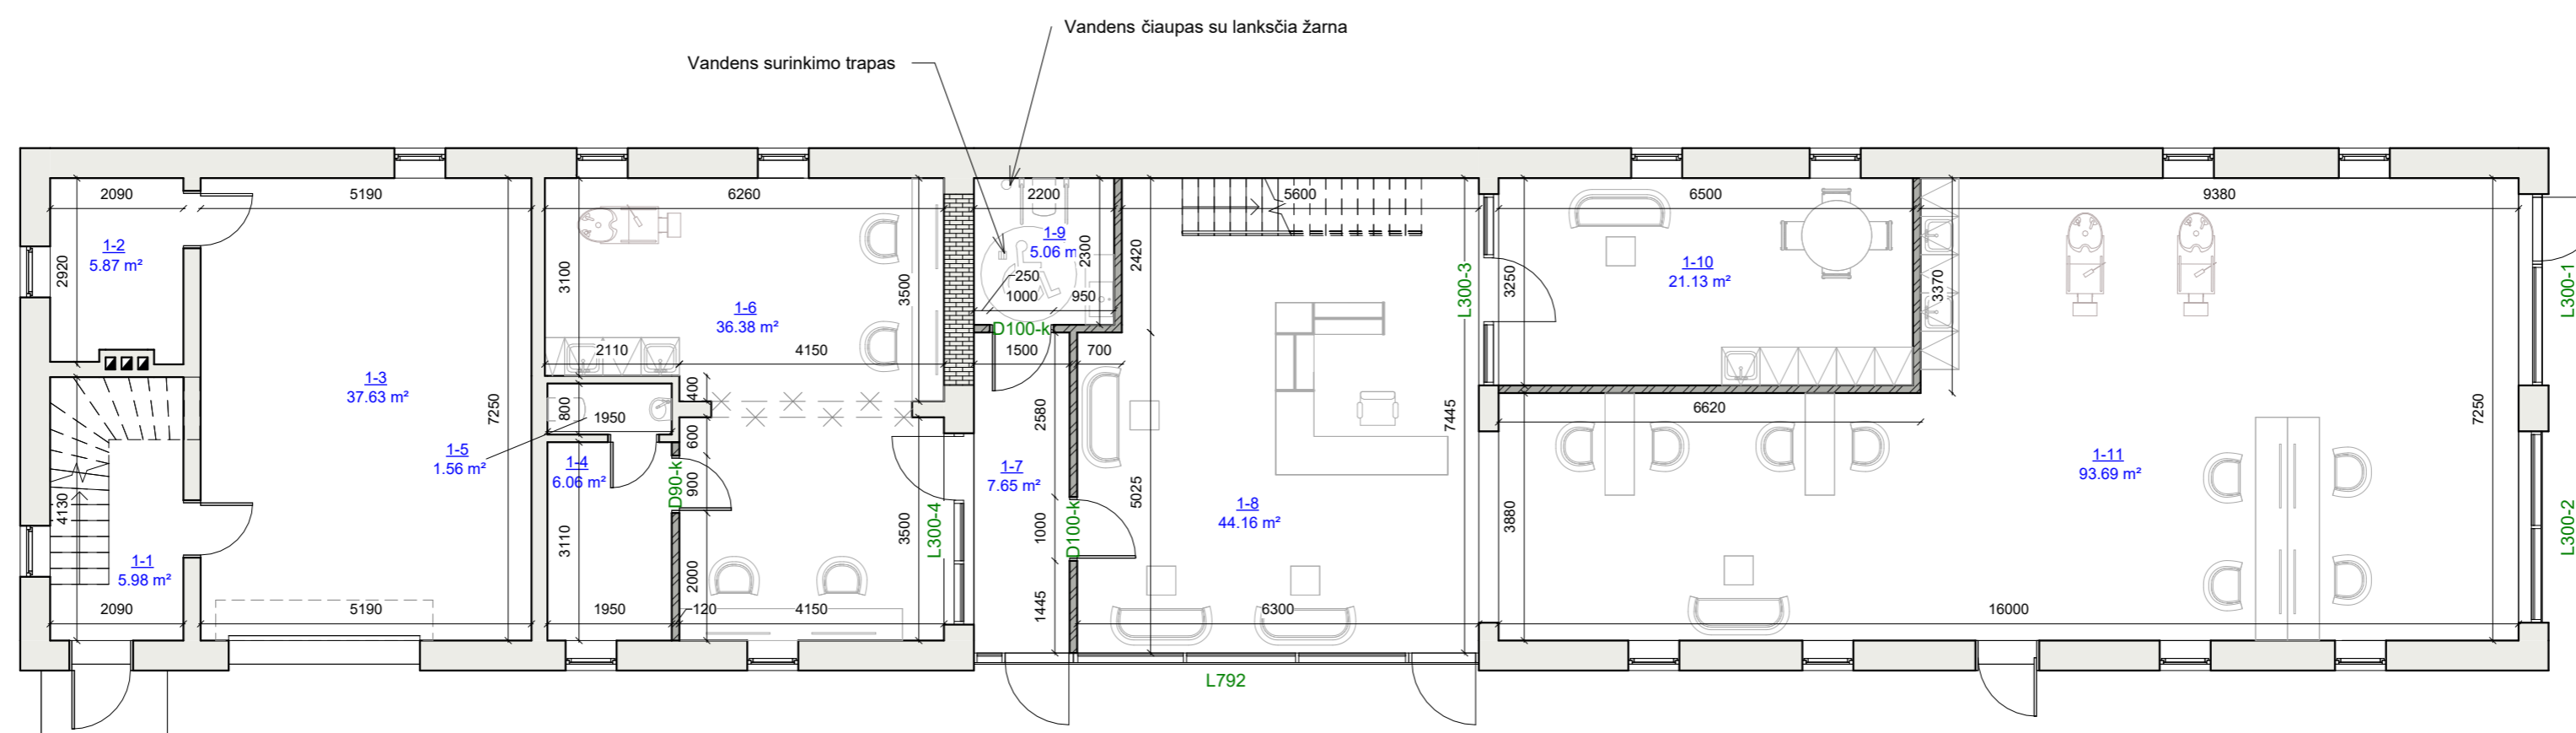 Vandens čiaupas su lanksčia žarna
Vandens surinkimo trapas
2090
5190
6260
2200
5600
6500
9380
1-2
5.87 m²
2920
3100
3500
1-9
5.06 m
2300
2420
250
1000
950
L300-3
3250
1-10
21.13 m²
3370
L300-1
1-6
36.38 m²
D100-k
2110
4150
1500
700
1-3
37.63 m²
7250
400
800
1950
600
2580
7445
6620
7250
1-5
1.56 m²
1-4
6.06 m²
D90-k
900
1-7
7.65 m²
5025
1-8
44.16 m²
1-11
93.69 m²
4130
3110
3500
L300-4
1000
D100-k
3880
L300-2
1-1
5.98 m²
2000
1445
2090
5190
1950
120
4150
6300
16000
L792